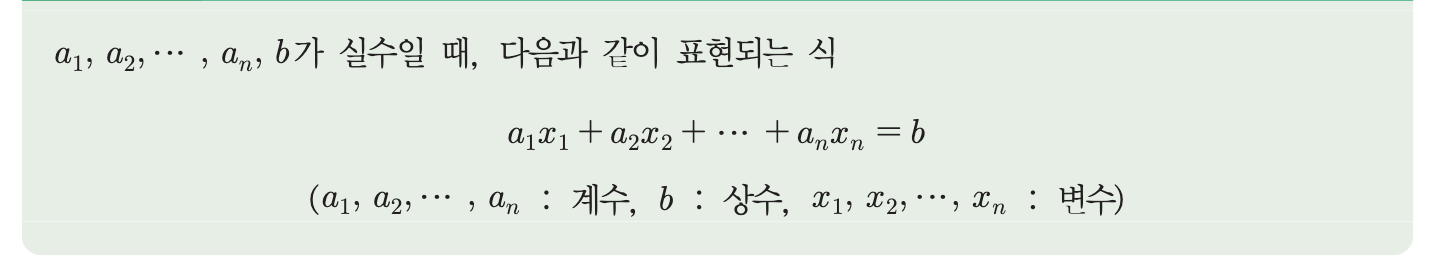 a₁, a₂, ⋯ , aₙ, b가 실수일 때, 다음과 같이 표현되는 식
a₁x₁ + a₂x₂ + ⋯ + aₙxₙ = b
(a₁, a₂, ⋯ , aₙ : 계수, b : 상수, x₁, x₂, ⋯, xₙ : 변수)